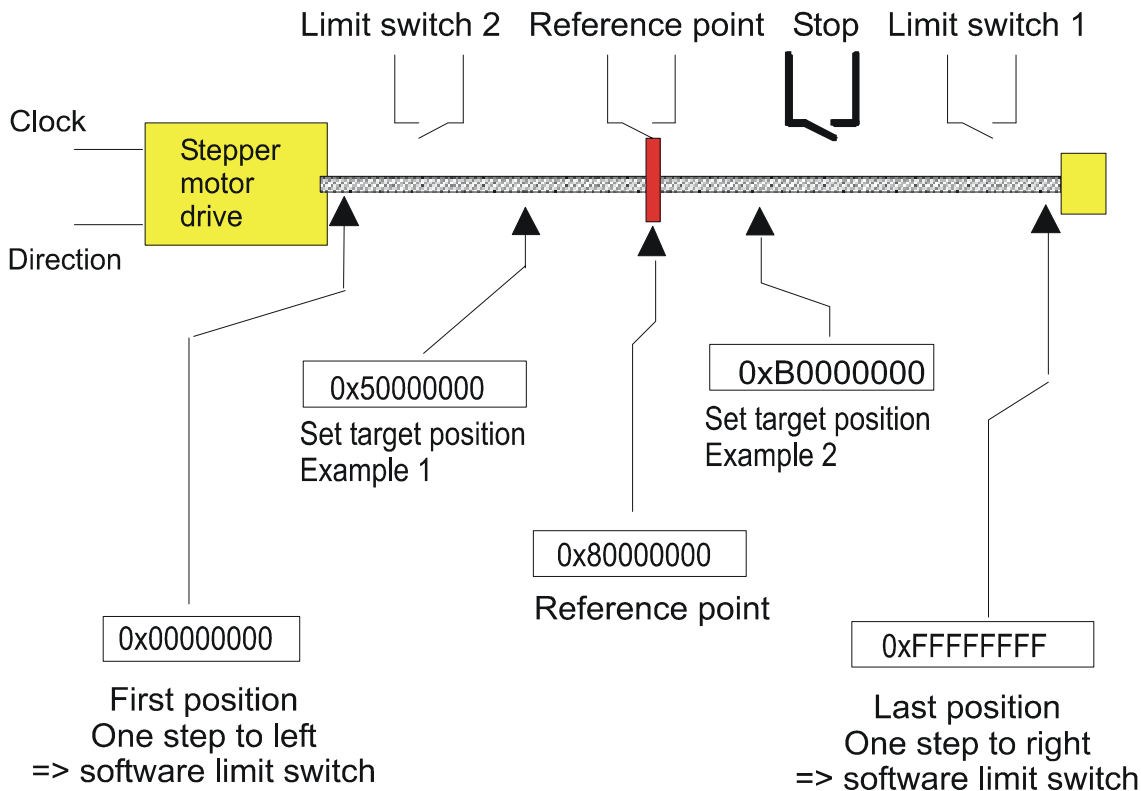 Limit switch 2
Reference point
Stop
Limit switch 1
Clock
Stepper
motor
drive
Direction
0x50000000
Set target position
Example 1
0xB0000000
Set target position
Example 2
0x80000000
Reference point
0x00000000
First position
One step to left
=> software limit switch
0xFFFFFFFF
Last position
One step to right
=> software limit switch